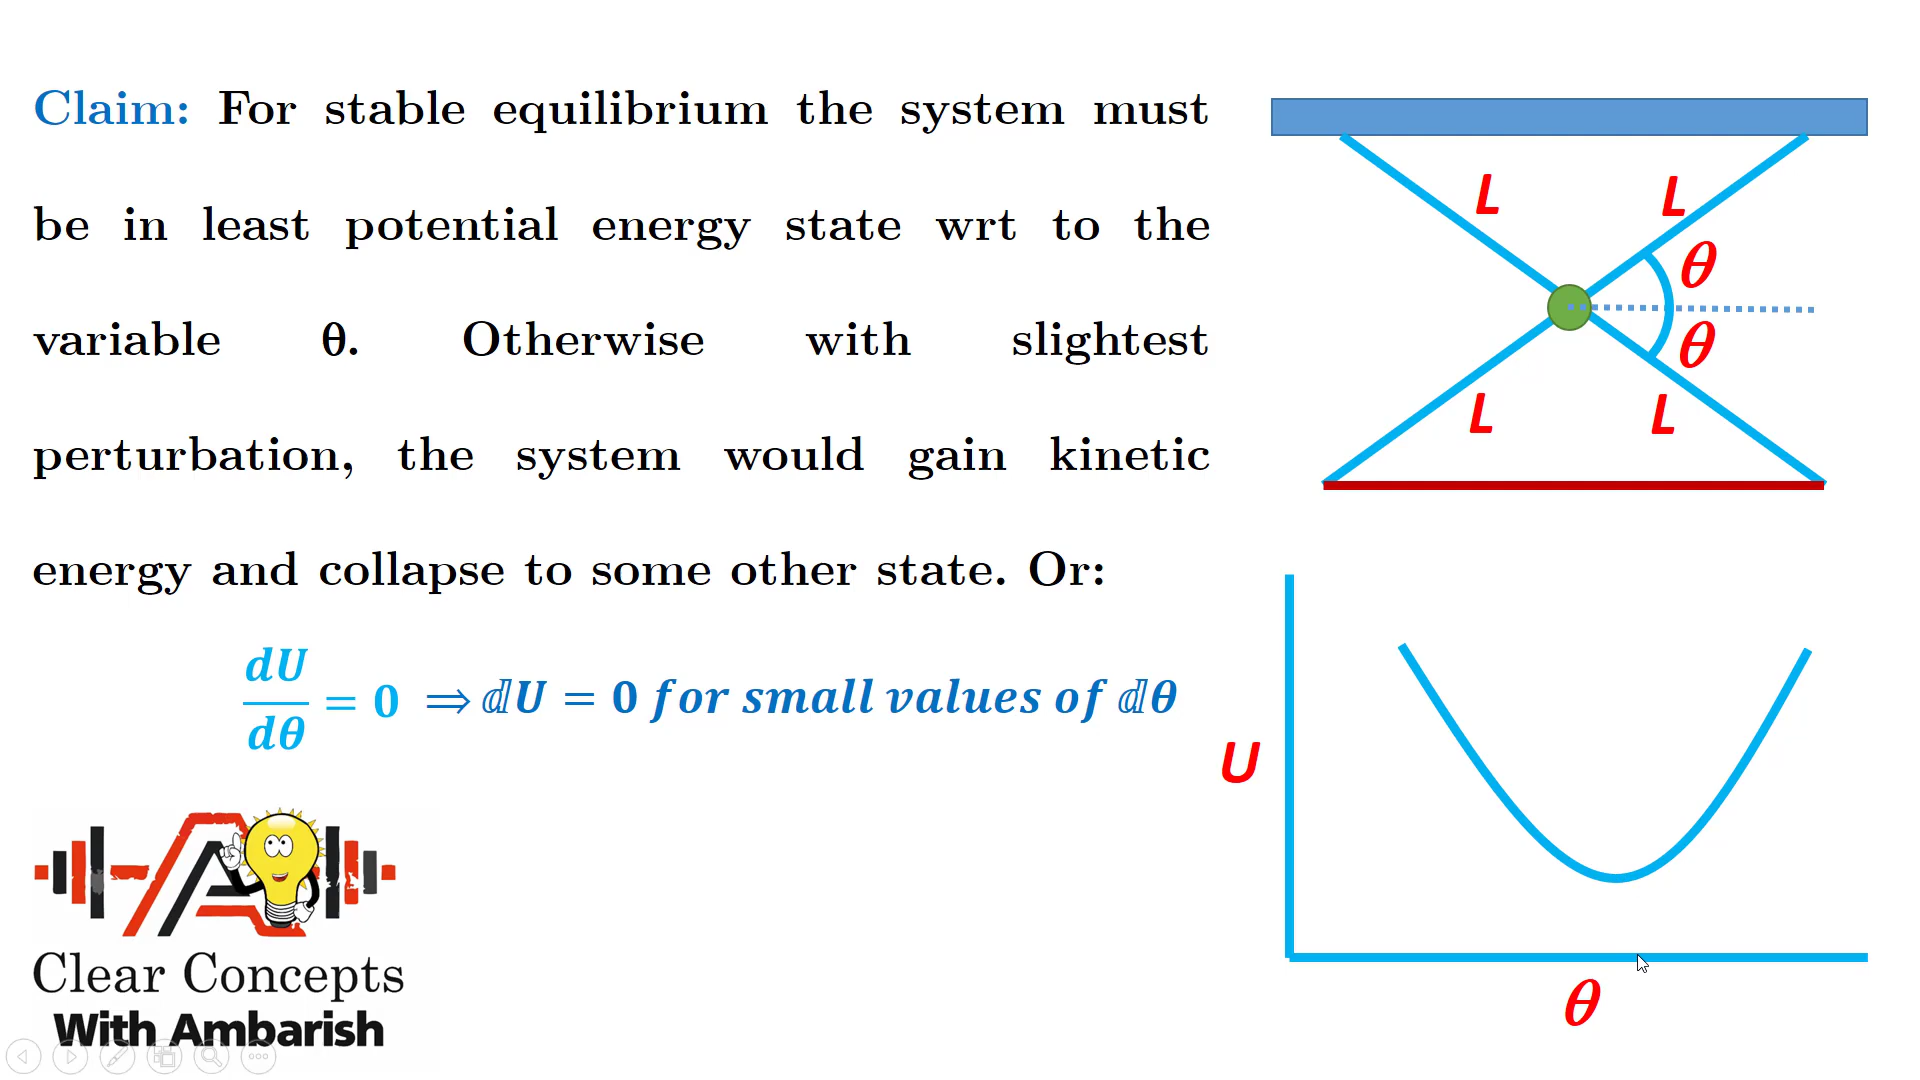 Claim: For stable equilibrium the system must
be in least potential energy state wrt to the
variable θ. Otherwise with slightest
perturbation, the system would gain kinetic
energy and collapse to some other state. Or:
dU/dθ = 0 ⇒ 𝕕U = 0 for small values of 𝕕θ
L L
θ
θ
L L
U
θ
Clear Concepts
With Ambarish